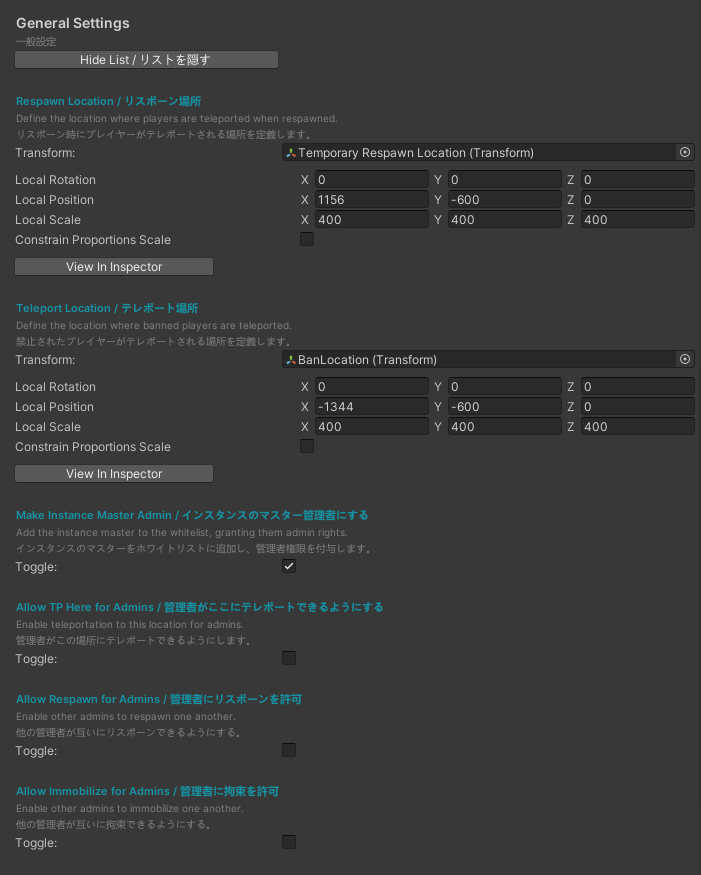 General Settings
一般設定
Hide List / リストを隠す
Respawn Location / リスポーン場所
Define the location where players are teleported when respawned.
リスポーン時にプレイヤーがテレポートされる場所を定義します。
Transform: Temporary Respawn Location (Transform)
Local Rotation X 0 Y 0 Z 0
Local Position X 1156 Y -600 Z 0
Local Scale X 400 Y 400 Z 400
Constrain Proportions Scale
View In Inspector
Teleport Location / テレポート場所
Define the location where banned players are teleported.
禁止されたプレイヤーがテレポートされる場所を定義します。
Transform: BanLocation (Transform)
Local Rotation X 0 Y 0 Z 0
Local Position X -1344 Y -600 Z 0
Local Scale X 400 Y 400 Z 400
Constrain Proportions Scale
View In Inspector
Make Instance Master Admin / インスタンスのマスター管理者にする
Add the instance master to the whitelist, granting them admin rights.
インスタンスのマスターをホワイトリストに追加し、管理者権限を付与します。
Toggle:
Allow TP Here for Admins / 管理者がここにテレポートできるようにする
Enable teleportation to this location for admins.
管理者がこの場所にテレポートできるようにします。
Toggle:
Allow Respawn for Admins / 管理者にリスポーンを許可
Enable other admins to respawn one another.
他の管理者が互いにリスポーンできるようにする。
Toggle:
Allow Immobilize for Admins / 管理者に拘束を許可
Enable other admins to immobilize one another.
他の管理者が互いに拘束できるようにする。
Toggle: